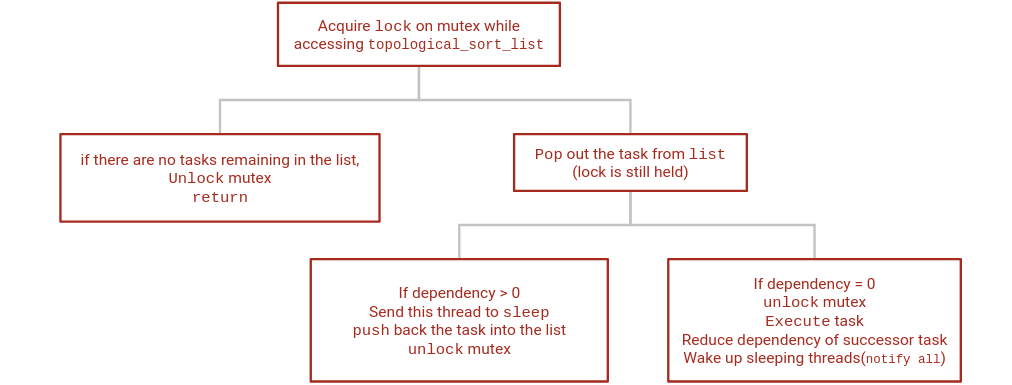 Acquire lock on mutex while
accessing topological_sort_list
if there are no tasks remaining in the list,
Unlock mutex
return
Pop out the task from list
(lock is still held)
If dependency > 0
Send this thread to sleep
push back the task into the list
unlock mutex
If dependency = 0
unlock mutex
Execute task
Reduce dependency of successor task
Wake up sleeping threads(notify all)